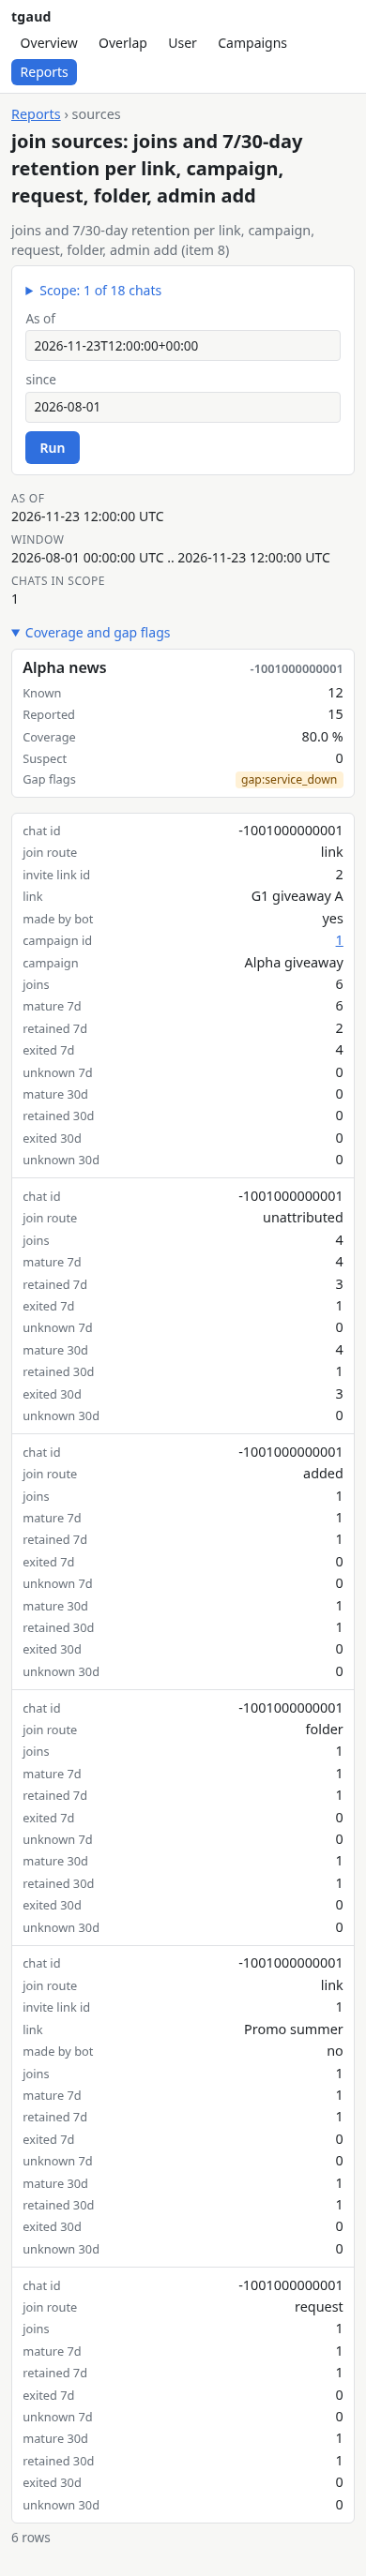 tgaud
Overview Overlap User Campaigns
Reports
Reports › sources
join sources: joins and 7/30-day
retention per link, campaign,
request, folder, admin add
joins and 7/30-day retention per link, campaign,
request, folder, admin add (item 8)
▶ Scope: 1 of 18 chats
As of
2026-11-23T12:00:00+00:00
since
2026-08-01
Run
AS OF
2026-11-23 12:00:00 UTC
WINDOW
2026-08-01 00:00:00 UTC .. 2026-11-23 12:00:00 UTC
CHATS IN SCOPE
1
▼ Coverage and gap flags
Alpha news -1001000000001
Known 12
Reported 15
Coverage 80.0 %
Suspect 0
Gap flags gap:service_down
chat id -1001000000001
join route link
invite link id 2
link G1 giveaway A
made by bot yes
campaign id 1
campaign Alpha giveaway
joins 6
mature 7d 6
retained 7d 2
exited 7d 4
unknown 7d 0
mature 30d 0
retained 30d 0
exited 30d 0
unknown 30d 0
chat id -1001000000001
join route unattributed
joins 4
mature 7d 4
retained 7d 3
exited 7d 1
unknown 7d 0
mature 30d 4
retained 30d 1
exited 30d 3
unknown 30d 0
chat id -1001000000001
join route added
joins 1
mature 7d 1
retained 7d 1
exited 7d 0
unknown 7d 0
mature 30d 1
retained 30d 1
exited 30d 0
unknown 30d 0
chat id -1001000000001
join route folder
joins 1
mature 7d 1
retained 7d 1
exited 7d 0
unknown 7d 0
mature 30d 1
retained 30d 1
exited 30d 0
unknown 30d 0
chat id -1001000000001
join route link
invite link id 1
link Promo summer
made by bot no
joins 1
mature 7d 1
retained 7d 1
exited 7d 0
unknown 7d 0
mature 30d 1
retained 30d 1
exited 30d 0
unknown 30d 0
chat id -1001000000001
join route request
joins 1
mature 7d 1
retained 7d 1
exited 7d 0
unknown 7d 0
mature 30d 1
retained 30d 1
exited 30d 0
unknown 30d 0
6 rows